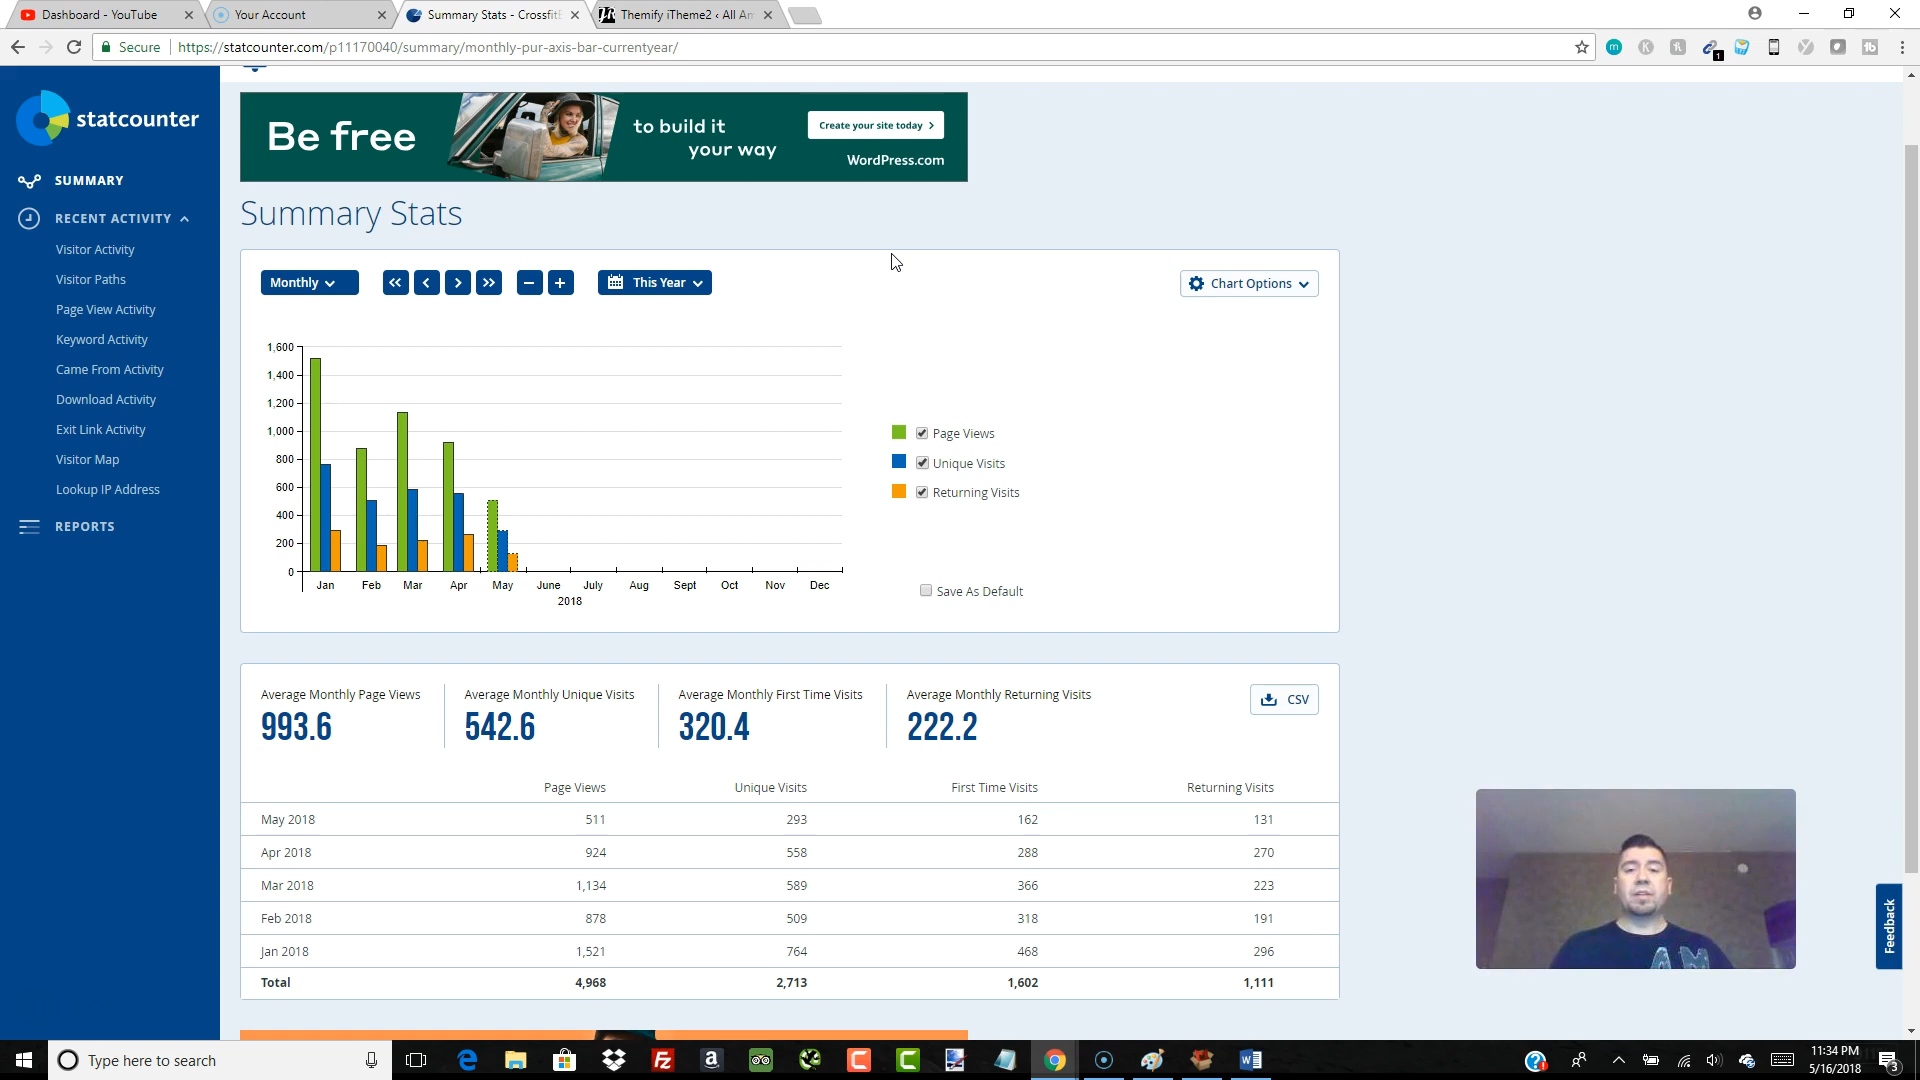 Dashboard - YouTube
Your Account
Summary Stats - Crossfit
Themify iTheme2 ‹ All Am
Secure
https://statcounter.com/p11170040/summary/monthly-pur-axis-bar-currentyear/
1
statcounter
SUMMARY
RECENT ACTIVITY
Visitor Activity
Visitor Paths
Page View Activity
Keyword Activity
Came From Activity
Download Activity
Exit Link Activity
Visitor Map
Lookup IP Address
REPORTS
Be free
to build it
your way
Create your site today >
WordPress.com
Summary Stats
Monthly
This Year
Chart Options
1,600
1,400
1,200
1,000
800
600
400
200
0
Jan Feb Mar Apr May June July Aug Sept Oct Nov Dec
2018
Page Views
Unique Visits
Returning Visits
Save As Default
Average Monthly Page Views
993.6
Average Monthly Unique Visits
542.6
Average Monthly First Time Visits
320.4
Average Monthly Returning Visits
222.2
CSV
Page Views Unique Visits First Time Visits Returning Visits
May 2018 511 293 162 131
Apr 2018 924 558 288 270
Mar 2018 1,134 589 366 223
Feb 2018 878 509 318 191
Jan 2018 1,521 764 468 296
Total 4,968 2,713 1,602 1,111
Feedback
AN
Type here to search
11:34 PM
5/16/2018
3